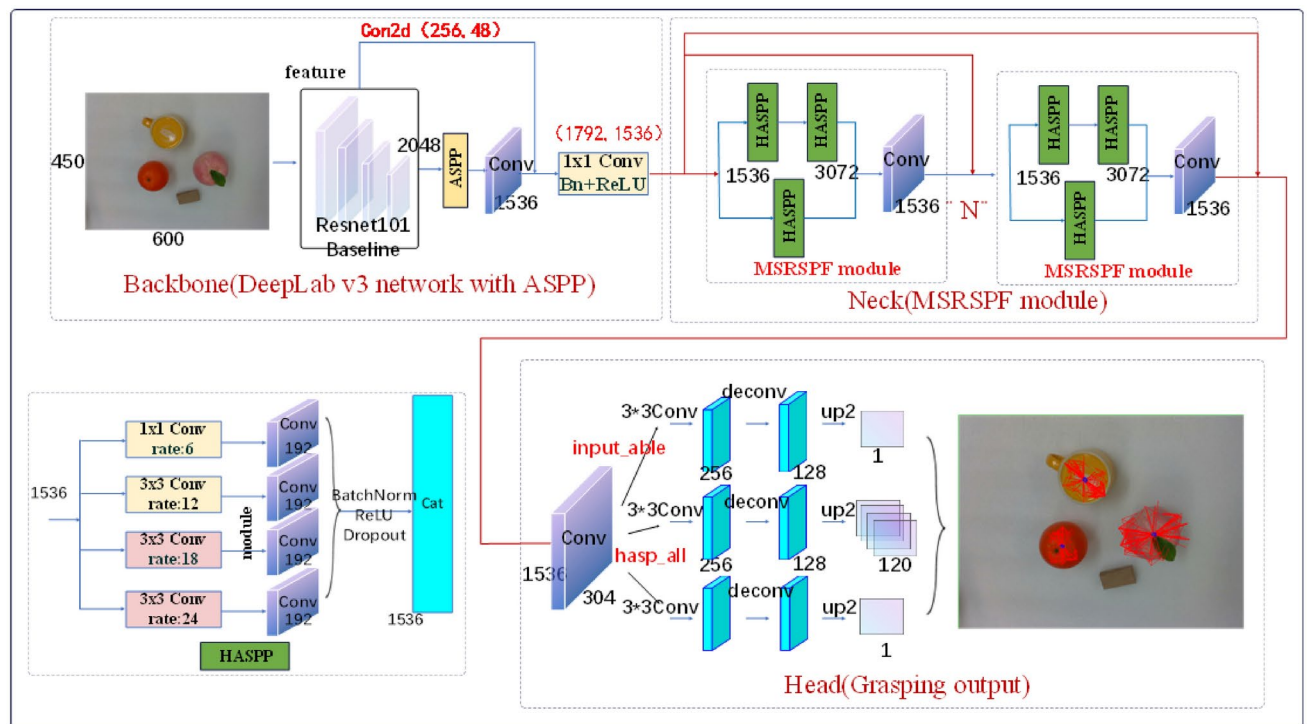 Con2d (256,48)
feature
450
600
2048
Resnet101
Baseline
ASPP
Conv
1536
(1792,1536)
1x1 Conv
Bn+ReLU
Backbone(DeepLab v3 network with ASPP)
HASPP
HASPP
1536
3072
HASPP
Conv
1536
MSRSPF module
¨N¨
HASPP
HASPP
1536
3072
HASPP
Conv
1536
MSRSPF module
Neck(MSRSPF module)
1536
1x1 Conv
rate:6
3x3 Conv
rate:12
3x3 Conv
rate:18
3x3 Conv
rate:24
module
Conv
192
Conv
192
Conv
192
Conv
192
BatchNorm
ReLU
Dropout
Cat
1536
HASPP
1536
Conv
304
input_able
hasp_all
3*3Conv
256
deconv
128
up2
1
3*3Conv
256
deconv
128
up2
120
3*3Conv
deconv
up2
1
Head(Grasping output)